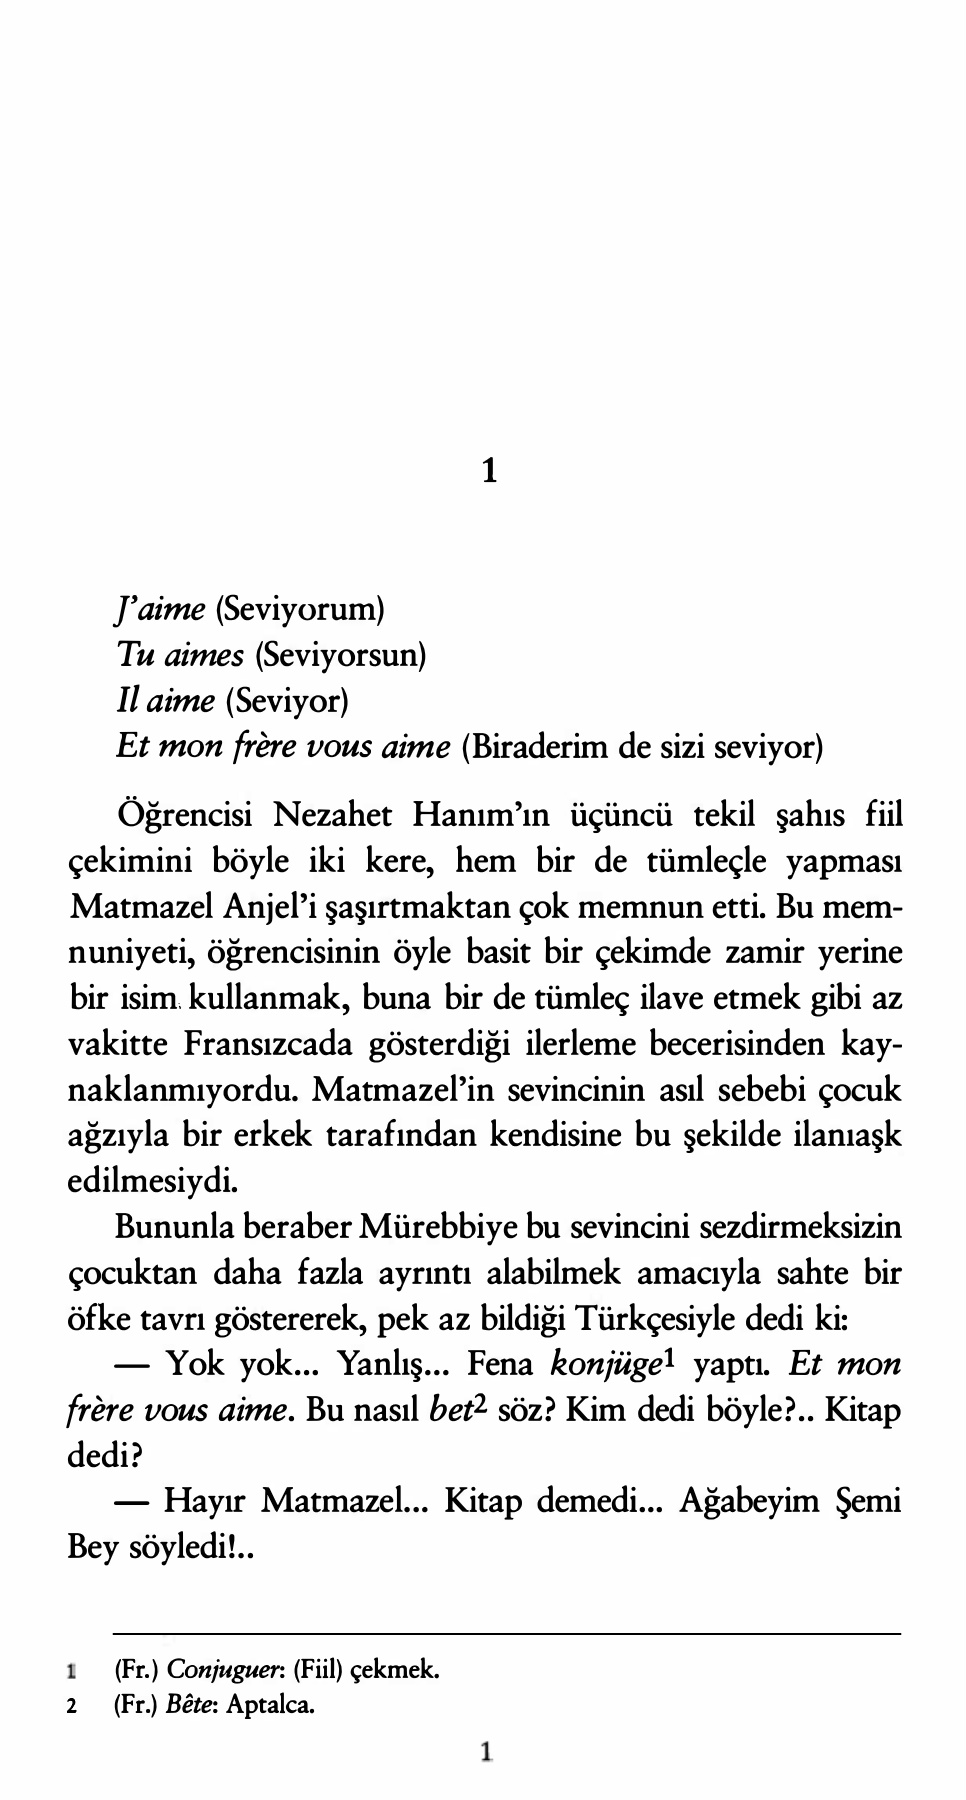 1
J'aime (Seviyorum)
Tu aimes (Seviyorsun)
Il aime (Seviyor)
Et mon frère vous aime (Biraderim de sizi seviyor)
Öğrencisi Nezahet Hanım'ın üçüncü tekil şahıs fiil
çekimini böyle iki kere, hem bir de tümleçle yapması
Matmazel Anjel'i şaşırtmaktan çok memnun etti. Bu mem-
nuniyeti, öğrencisinin öyle basit bir çekimde zamir yerine
bir isim kullanmak, buna bir de tümleç ilave etmek gibi az
vakitte Fransızcada gösterdiği ilerleme becerisinden kay-
naklanmıyordu. Matmazel'in sevincinin asıl sebebi çocuk
ağzıyla bir erkek tarafından kendisine bu şekilde ilanıaşk
edilmesiydi.
Bununla beraber Mürebbiye bu sevincini sezdirmeksizin
çocuktan daha fazla ayrıntı alabilmek amacıyla sahte bir
öfke tavrı göstererek, pek az bildiği Türkçesiyle dedi ki:
— Yok yok... Yanlış... Fena konjüge1 yaptı. Et mon
frère vous aime. Bu nasıl bet2 söz? Kim dedi böyle?.. Kitap
dedi?
— Hayır Matmazel... Kitap demedi... Ağabeyim Şemi
Bey söyledi!..
1 (Fr.) Conjuguer: (Fiil) çekmek.
2 (Fr.) Bête: Aptalca.
1